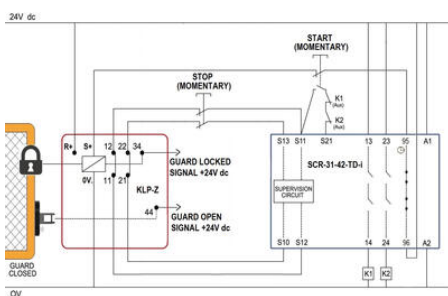 24V dc
START
(MOMENTARY)
STOP
(MOMENTARY)
K1
(Aux)
K2
(Aux)
R+ S+ 12 22 34
S13 S11 S21 13 23 95 A1
GUARD LOCKED
SIGNAL +24V dc
SCR-31-42-TD-i
0V. 11 21
KLP-Z
SUPERVISION
CIRCUIT
44
GUARD OPEN
SIGNAL +24V dc
S10 S12 14 24 96 A2
GUARD
CLOSED
K1 K2
OV